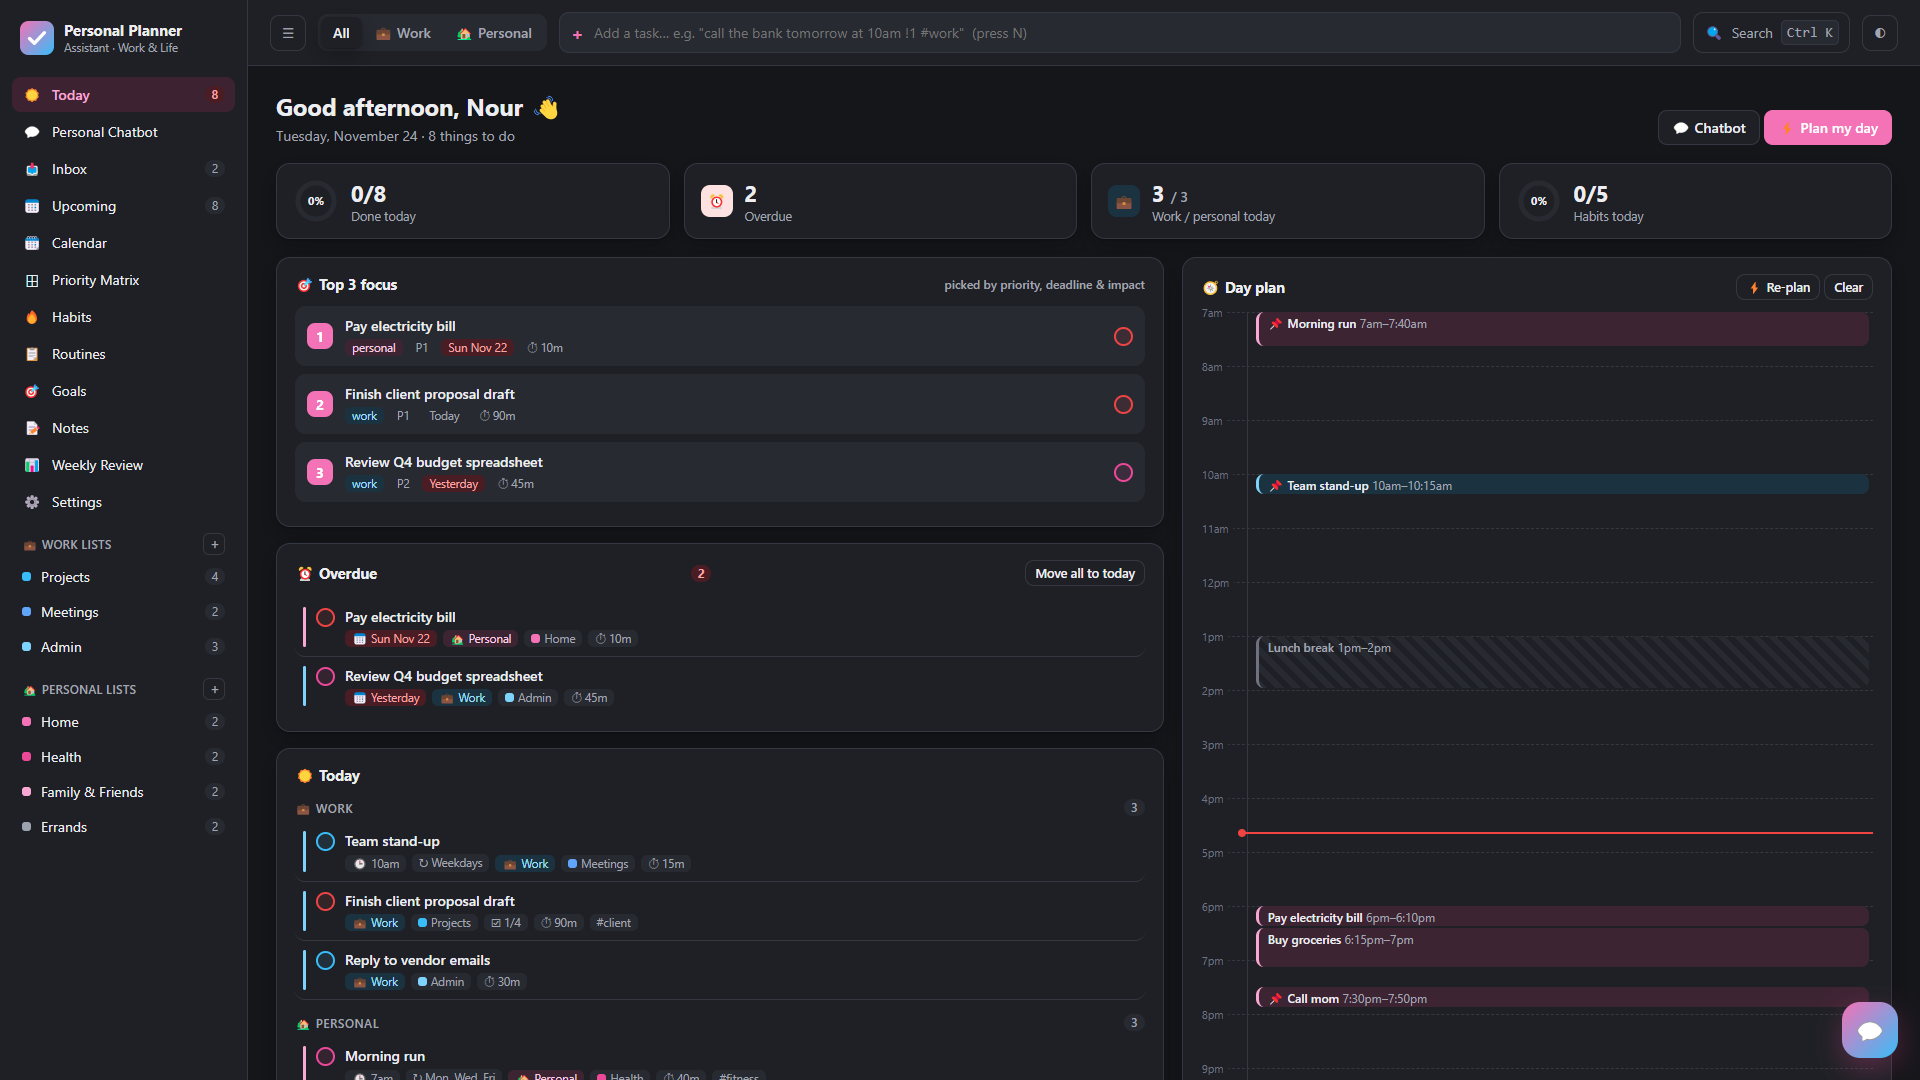 Personal Planner
Assistant · Work & Life
Today 8
Personal Chatbot
Inbox 2
Upcoming 8
Calendar
Priority Matrix
Habits
Routines
Goals
Notes
Weekly Review
Settings
WORK LISTS +
Projects 4
Meetings 2
Admin 3
PERSONAL LISTS +
Home 2
Health 2
Family & Friends 2
Errands 2
All Work Personal
+ Add a task... e.g. "call the bank tomorrow at 10am !1 #work" (press N)
Search Ctrl K
Good afternoon, Nour
Tuesday, November 24 · 8 things to do
Chatbot
Plan my day
0% 0/8
Done today
2
Overdue
3 / 3
Work / personal today
0% 0/5
Habits today
Top 3 focus
picked by priority, deadline & impact
1 Pay electricity bill
personal P1 Sun Nov 22 10m
2 Finish client proposal draft
work P1 Today 90m
3 Review Q4 budget spreadsheet
work P2 Yesterday 45m
Overdue 2 Move all to today
Pay electricity bill
Sun Nov 22 Personal Home 10m
Review Q4 budget spreadsheet
Yesterday Work Admin 45m
Today
WORK 3
Team stand-up
10am Weekdays Work Meetings 15m
Finish client proposal draft
Work Projects 1/4 90m #client
Reply to vendor emails
Work Admin 30m
PERSONAL 3
Morning run
7am Mon, Wed, Fri Personal Health 40m #fitness
Day plan
Re-plan Clear
7am
Morning run 7am–7:40am
8am
9am
10am
Team stand-up 10am–10:15am
11am
12pm
1pm
Lunch break 1pm–2pm
2pm
3pm
4pm
5pm
6pm
Pay electricity bill 6pm–6:10pm
Buy groceries 6:15pm–7pm
7pm
Call mom 7:30pm–7:50pm
8pm
9pm